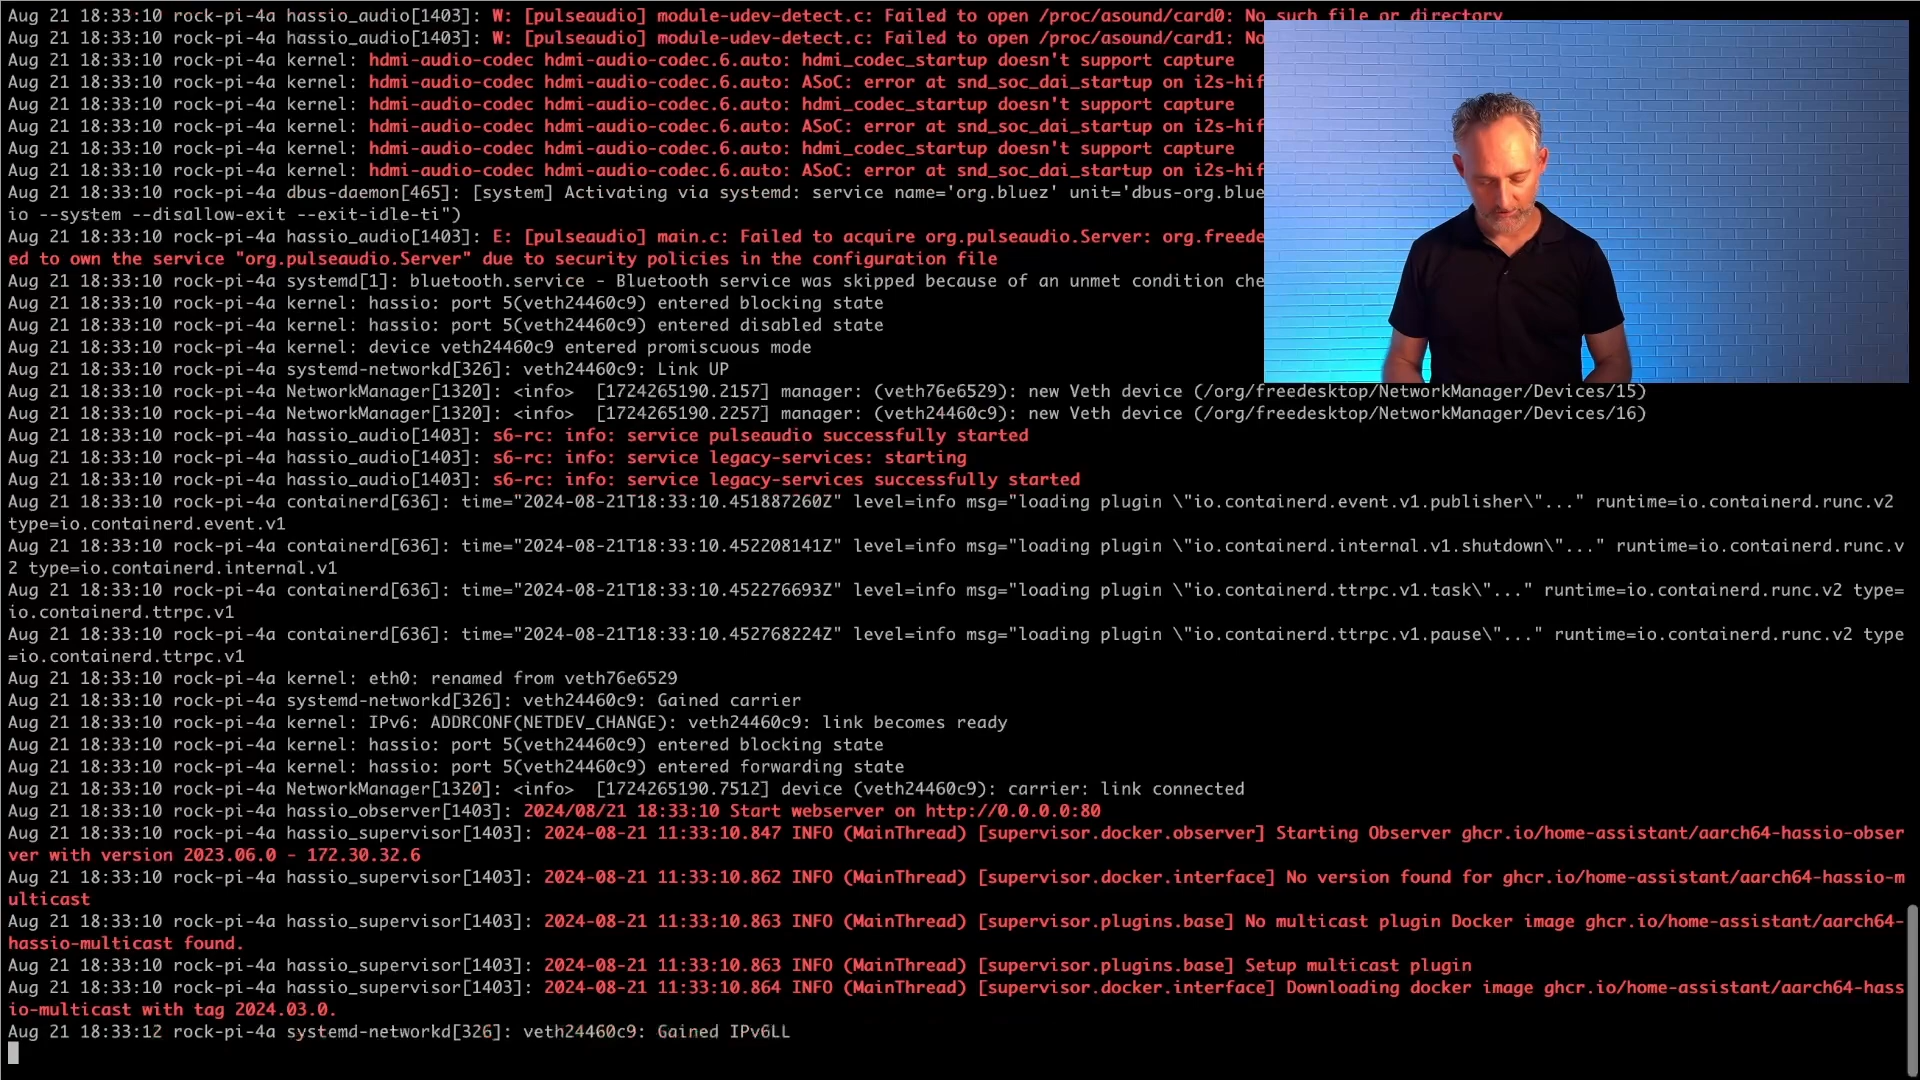 Aug 21 18:33:10 rock-pi-4a hassio_audio[1403]: W: [pulseaudio] module-udev-detect.c: Failed to open /proc/asound/card0: No such file or directory
Aug 21 18:33:10 rock-pi-4a hassio_audio[1403]: W: [pulseaudio] module-udev-detect.c: Failed to open /proc/asound/card1: No
Aug 21 18:33:10 rock-pi-4a kernel: hdmi-audio-codec hdmi-audio-codec.6.auto: hdmi_codec_startup doesn't support capture
Aug 21 18:33:10 rock-pi-4a kernel: hdmi-audio-codec hdmi-audio-codec.6.auto: ASoC: error at snd_soc_dai_startup on i2s-hif
Aug 21 18:33:10 rock-pi-4a kernel: hdmi-audio-codec hdmi-audio-codec.6.auto: hdmi_codec_startup doesn't support capture
Aug 21 18:33:10 rock-pi-4a kernel: hdmi-audio-codec hdmi-audio-codec.6.auto: ASoC: error at snd_soc_dai_startup on i2s-hif
Aug 21 18:33:10 rock-pi-4a kernel: hdmi-audio-codec hdmi-audio-codec.6.auto: hdmi_codec_startup doesn't support capture
Aug 21 18:33:10 rock-pi-4a kernel: hdmi-audio-codec hdmi-audio-codec.6.auto: ASoC: error at snd_soc_dai_startup on i2s-hif
Aug 21 18:33:10 rock-pi-4a dbus-daemon[465]: [system] Activating via systemd: service name='org.bluez' unit='dbus-org.blue
io --system --disallow-exit --exit-idle-ti")
Aug 21 18:33:10 rock-pi-4a hassio_audio[1403]: E: [pulseaudio] main.c: Failed to acquire org.pulseaudio.Server: org.freede
ed to own the service "org.pulseaudio.Server" due to security policies in the configuration file
Aug 21 18:33:10 rock-pi-4a systemd[1]: bluetooth.service - Bluetooth service was skipped because of an unmet condition che
Aug 21 18:33:10 rock-pi-4a kernel: hassio: port 5(veth24460c9) entered blocking state
Aug 21 18:33:10 rock-pi-4a kernel: hassio: port 5(veth24460c9) entered disabled state
Aug 21 18:33:10 rock-pi-4a kernel: device veth24460c9 entered promiscuous mode
Aug 21 18:33:10 rock-pi-4a systemd-networkd[326]: veth24460c9: Link UP
Aug 21 18:33:10 rock-pi-4a NetworkManager[1320]: <info>  [1724265190.2157] manager: (veth76e6529): new Veth device (/org/freedesktop/NetworkManager/Devices/15)
Aug 21 18:33:10 rock-pi-4a NetworkManager[1320]: <info>  [1724265190.2257] manager: (veth24460c9): new Veth device (/org/freedesktop/NetworkManager/Devices/16)
Aug 21 18:33:10 rock-pi-4a hassio_audio[1403]: s6-rc: info: service pulseaudio successfully started
Aug 21 18:33:10 rock-pi-4a hassio_audio[1403]: s6-rc: info: service legacy-services: starting
Aug 21 18:33:10 rock-pi-4a hassio_audio[1403]: s6-rc: info: service legacy-services successfully started
Aug 21 18:33:10 rock-pi-4a containerd[636]: time="2024-08-21T18:33:10.451887260Z" level=info msg="loading plugin \"io.containerd.event.v1.publisher\"..." runtime=io.containerd.runc.v2
type=io.containerd.event.v1
Aug 21 18:33:10 rock-pi-4a containerd[636]: time="2024-08-21T18:33:10.452208141Z" level=info msg="loading plugin \"io.containerd.internal.v1.shutdown\"..." runtime=io.containerd.runc.v
2 type=io.containerd.internal.v1
Aug 21 18:33:10 rock-pi-4a containerd[636]: time="2024-08-21T18:33:10.452276693Z" level=info msg="loading plugin \"io.containerd.ttrpc.v1.task\"..." runtime=io.containerd.runc.v2 type=
io.containerd.ttrpc.v1
Aug 21 18:33:10 rock-pi-4a containerd[636]: time="2024-08-21T18:33:10.452768224Z" level=info msg="loading plugin \"io.containerd.ttrpc.v1.pause\"..." runtime=io.containerd.runc.v2 type
=io.containerd.ttrpc.v1
Aug 21 18:33:10 rock-pi-4a kernel: eth0: renamed from veth76e6529
Aug 21 18:33:10 rock-pi-4a systemd-networkd[326]: veth24460c9: Gained carrier
Aug 21 18:33:10 rock-pi-4a kernel: IPv6: ADDRCONF(NETDEV_CHANGE): veth24460c9: link becomes ready
Aug 21 18:33:10 rock-pi-4a kernel: hassio: port 5(veth24460c9) entered blocking state
Aug 21 18:33:10 rock-pi-4a kernel: hassio: port 5(veth24460c9) entered forwarding state
Aug 21 18:33:10 rock-pi-4a NetworkManager[1320]: <info>  [1724265190.7512] device (veth24460c9): carrier: link connected
Aug 21 18:33:10 rock-pi-4a hassio_observer[1403]: 2024/08/21 18:33:10 Start webserver on http://0.0.0.0:80
Aug 21 18:33:10 rock-pi-4a hassio_supervisor[1403]: 2024-08-21 11:33:10.847 INFO (MainThread) [supervisor.docker.observer] Starting Observer ghcr.io/home-assistant/aarch64-hassio-obser
ver with version 2023.06.0 - 172.30.32.6
Aug 21 18:33:10 rock-pi-4a hassio_supervisor[1403]: 2024-08-21 11:33:10.862 INFO (MainThread) [supervisor.docker.interface] No version found for ghcr.io/home-assistant/aarch64-hassio-m
ulticast
Aug 21 18:33:10 rock-pi-4a hassio_supervisor[1403]: 2024-08-21 11:33:10.863 INFO (MainThread) [supervisor.plugins.base] No multicast plugin Docker image ghcr.io/home-assistant/aarch64-
hassio-multicast found.
Aug 21 18:33:10 rock-pi-4a hassio_supervisor[1403]: 2024-08-21 11:33:10.863 INFO (MainThread) [supervisor.plugins.base] Setup multicast plugin
Aug 21 18:33:10 rock-pi-4a hassio_supervisor[1403]: 2024-08-21 11:33:10.864 INFO (MainThread) [supervisor.docker.interface] Downloading docker image ghcr.io/home-assistant/aarch64-hass
io-multicast with tag 2024.03.0.
Aug 21 18:33:12 rock-pi-4a systemd-networkd[326]: veth24460c9: Gained IPv6LL